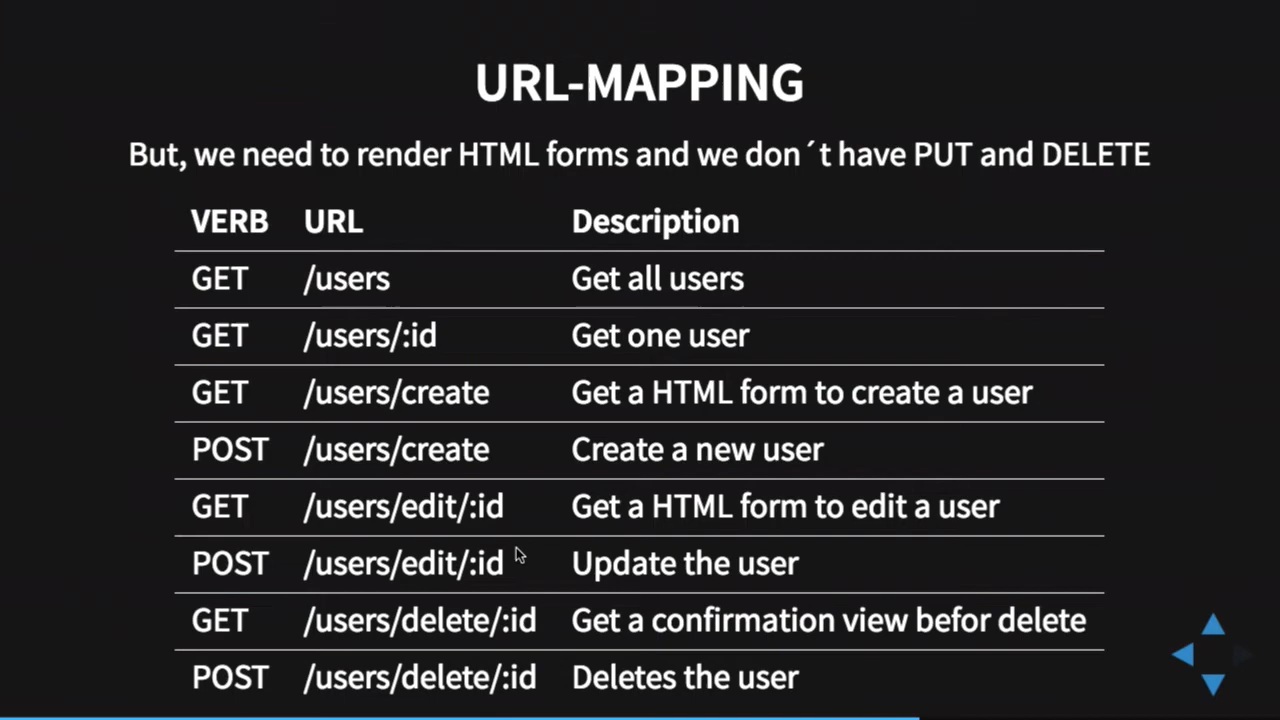 URL-MAPPING
But, we need to render HTML forms and we don´t have PUT and DELETE
VERB URL Description
GET /users Get all users
GET /users/:id Get one user
GET /users/create Get a HTML form to create a user
POST /users/create Create a new user
GET /users/edit/:id Get a HTML form to edit a user
POST /users/edit/:id Update the user
GET /users/delete/:id Get a confirmation view befor delete
POST /users/delete/:id Deletes the user